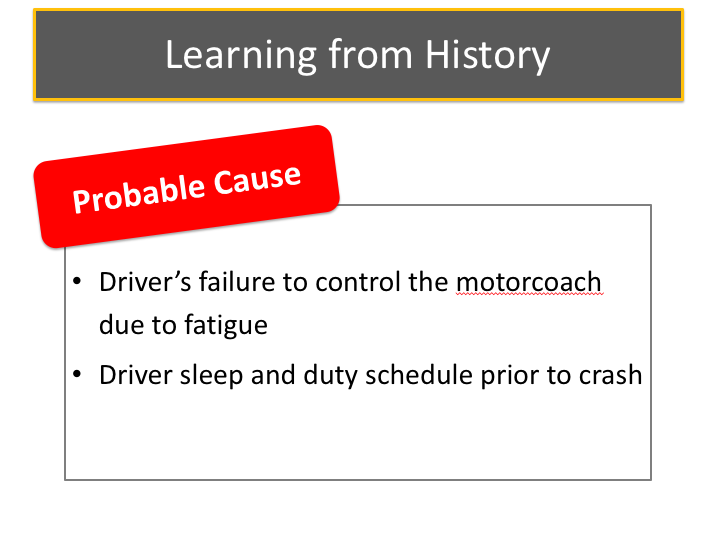 Learning from History
Probable Cause
• Driver’s failure to control the motorcoach
due to fatigue
• Driver sleep and duty schedule prior to crash